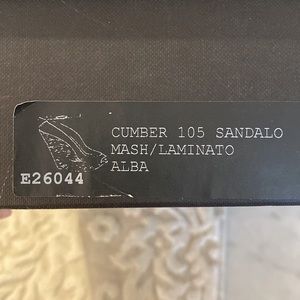 CUMBER 105 SANDALO
MASH/LAMINATO
ALBA
E26044